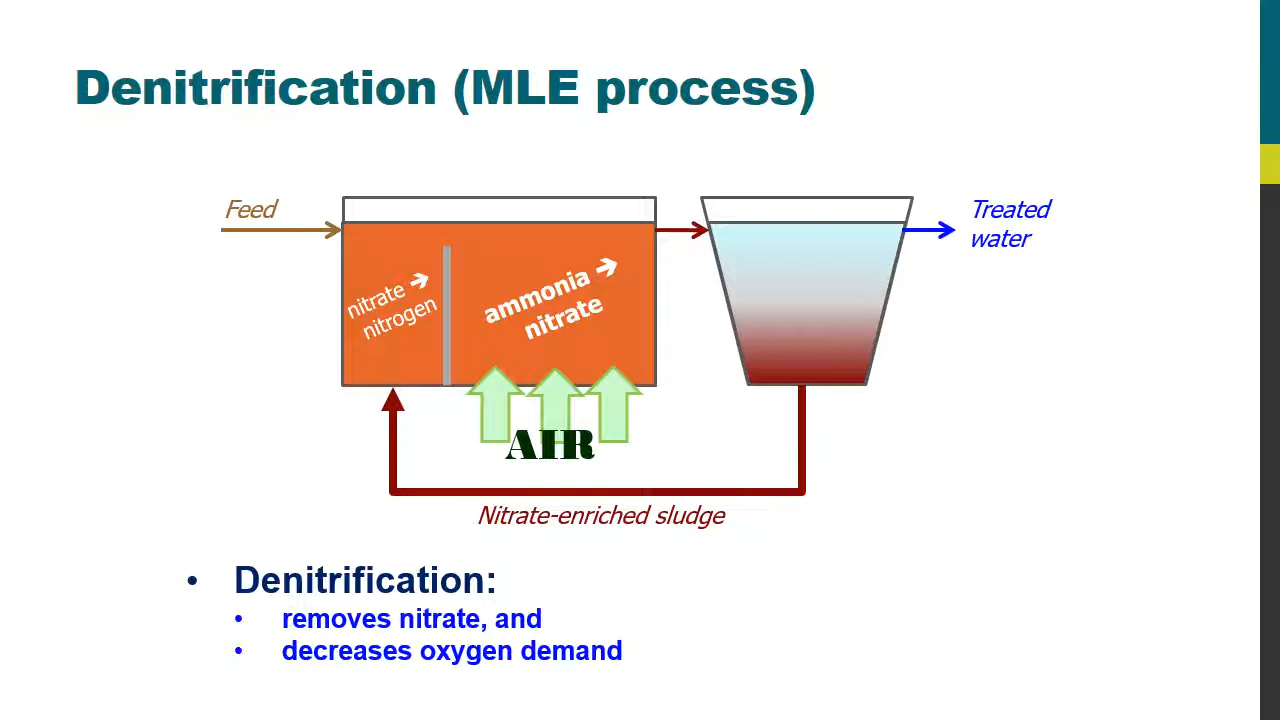 Denitrification (MLE process)
Feed
Treated
water
nitrate ➔
nitrogen
ammonia ➔
nitrate
AIR
Nitrate-enriched sludge
• Denitrification:
• removes nitrate, and
• decreases oxygen demand